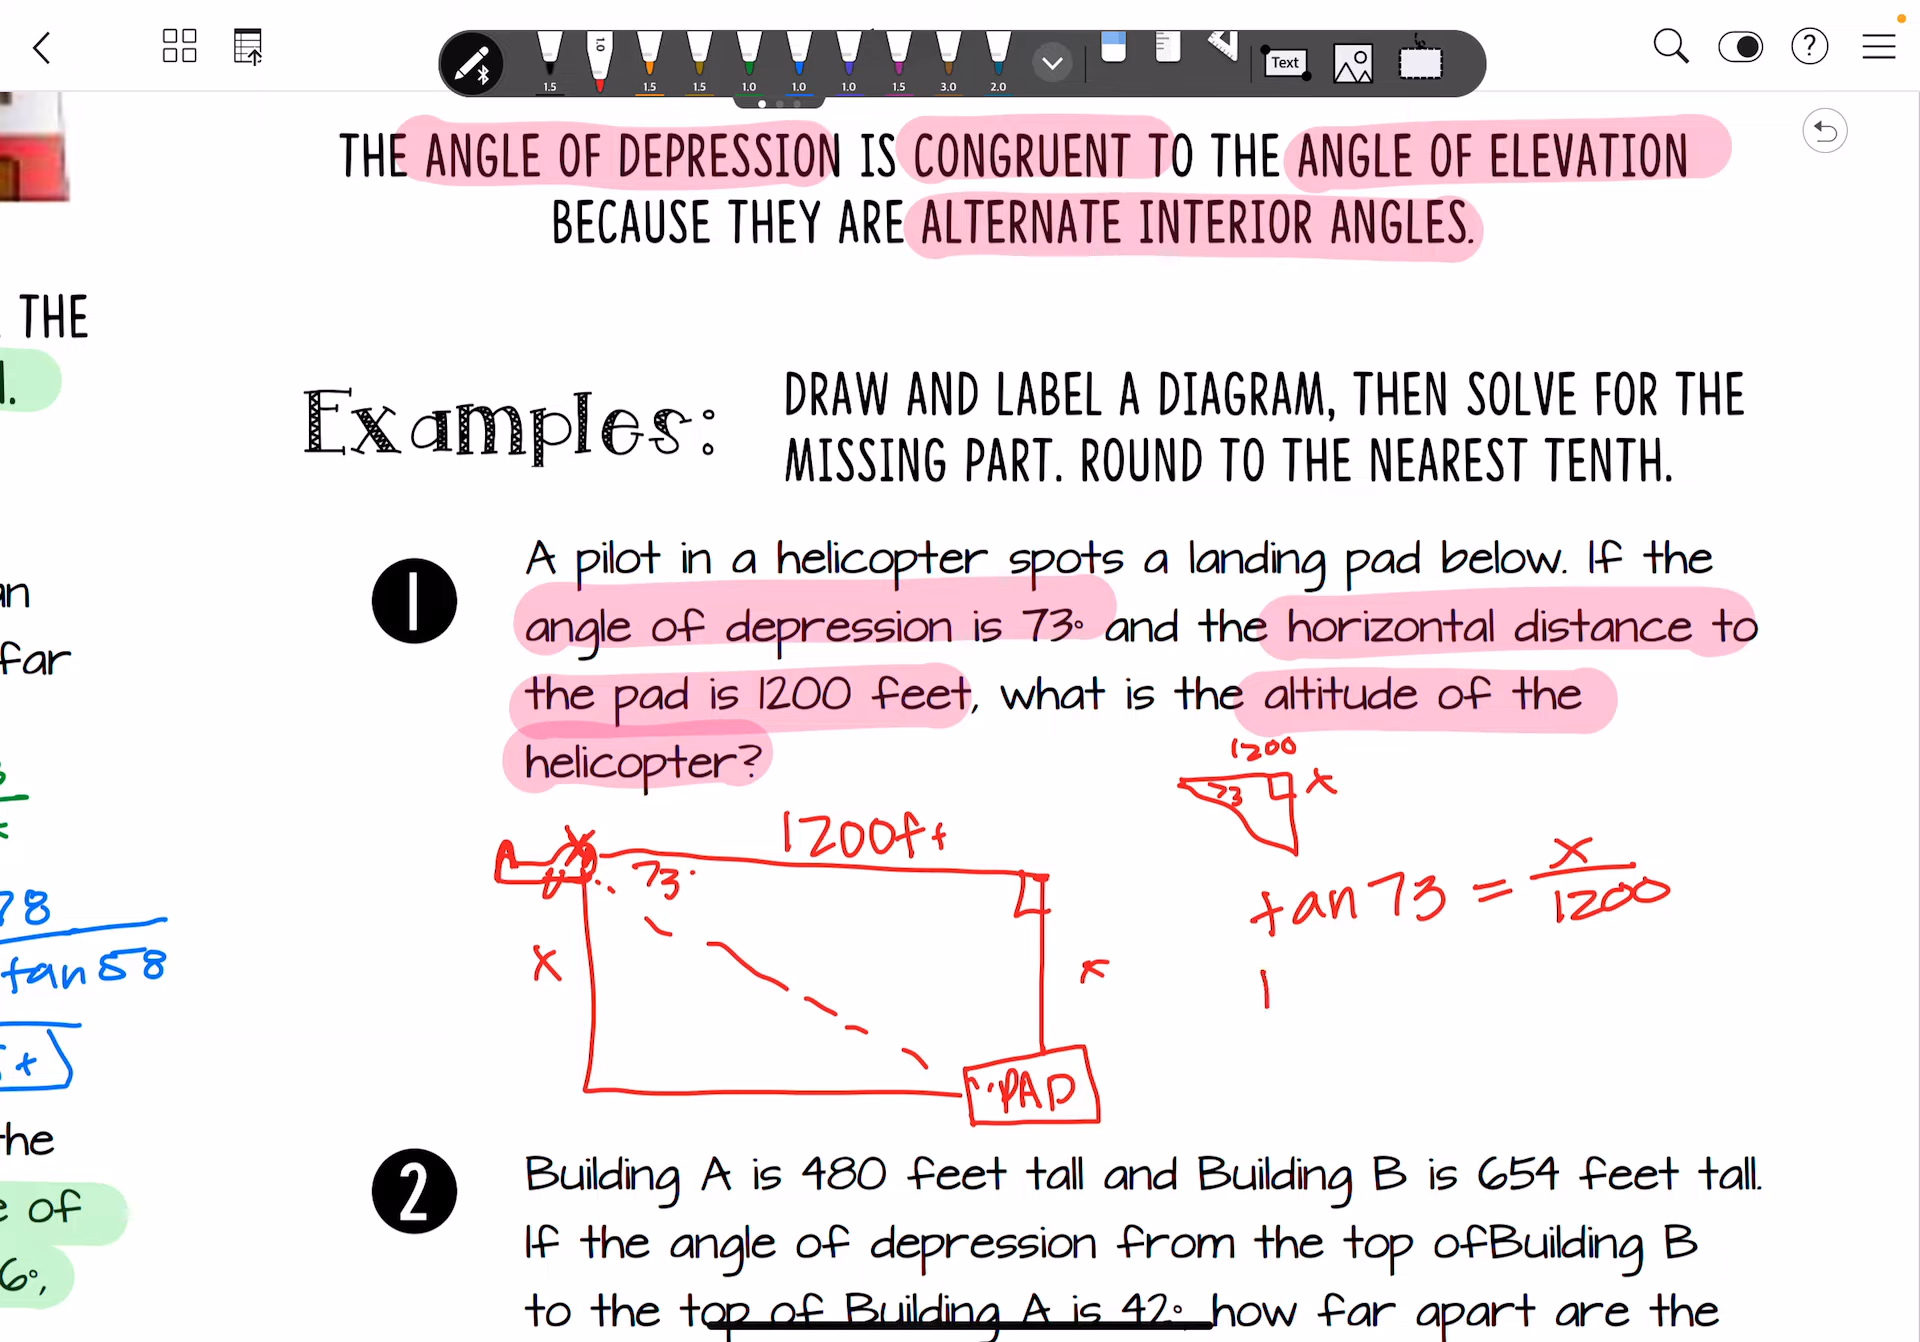 1.5 1.0 1.5 1.5 1.0 1.0 1.0 1.5 3.0 2.0 Text
THE ANGLE OF DEPRESSION IS CONGRUENT TO THE ANGLE OF ELEVATION
BECAUSE THEY ARE ALTERNATE INTERIOR ANGLES.
THE
Examples:
DRAW AND LABEL A DIAGRAM, THEN SOLVE FOR THE
MISSING PART. ROUND TO THE NEAREST TENTH.
1
A pilot in a helicopter spots a landing pad below. If the
angle of depression is 73° and the horizontal distance to
the pad is 1200 feet, what is the altitude of the
helicopter?
far
1200
73 x
1200ft
73°
x
x
PAD
tan 73 = x/1200
1
78
tan 58
the
e of
6°,
2
Building A is 480 feet tall and Building B is 654 feet tall.
If the angle of depression from the top ofBuilding B
to the top of Building A is 42° how far apart are the